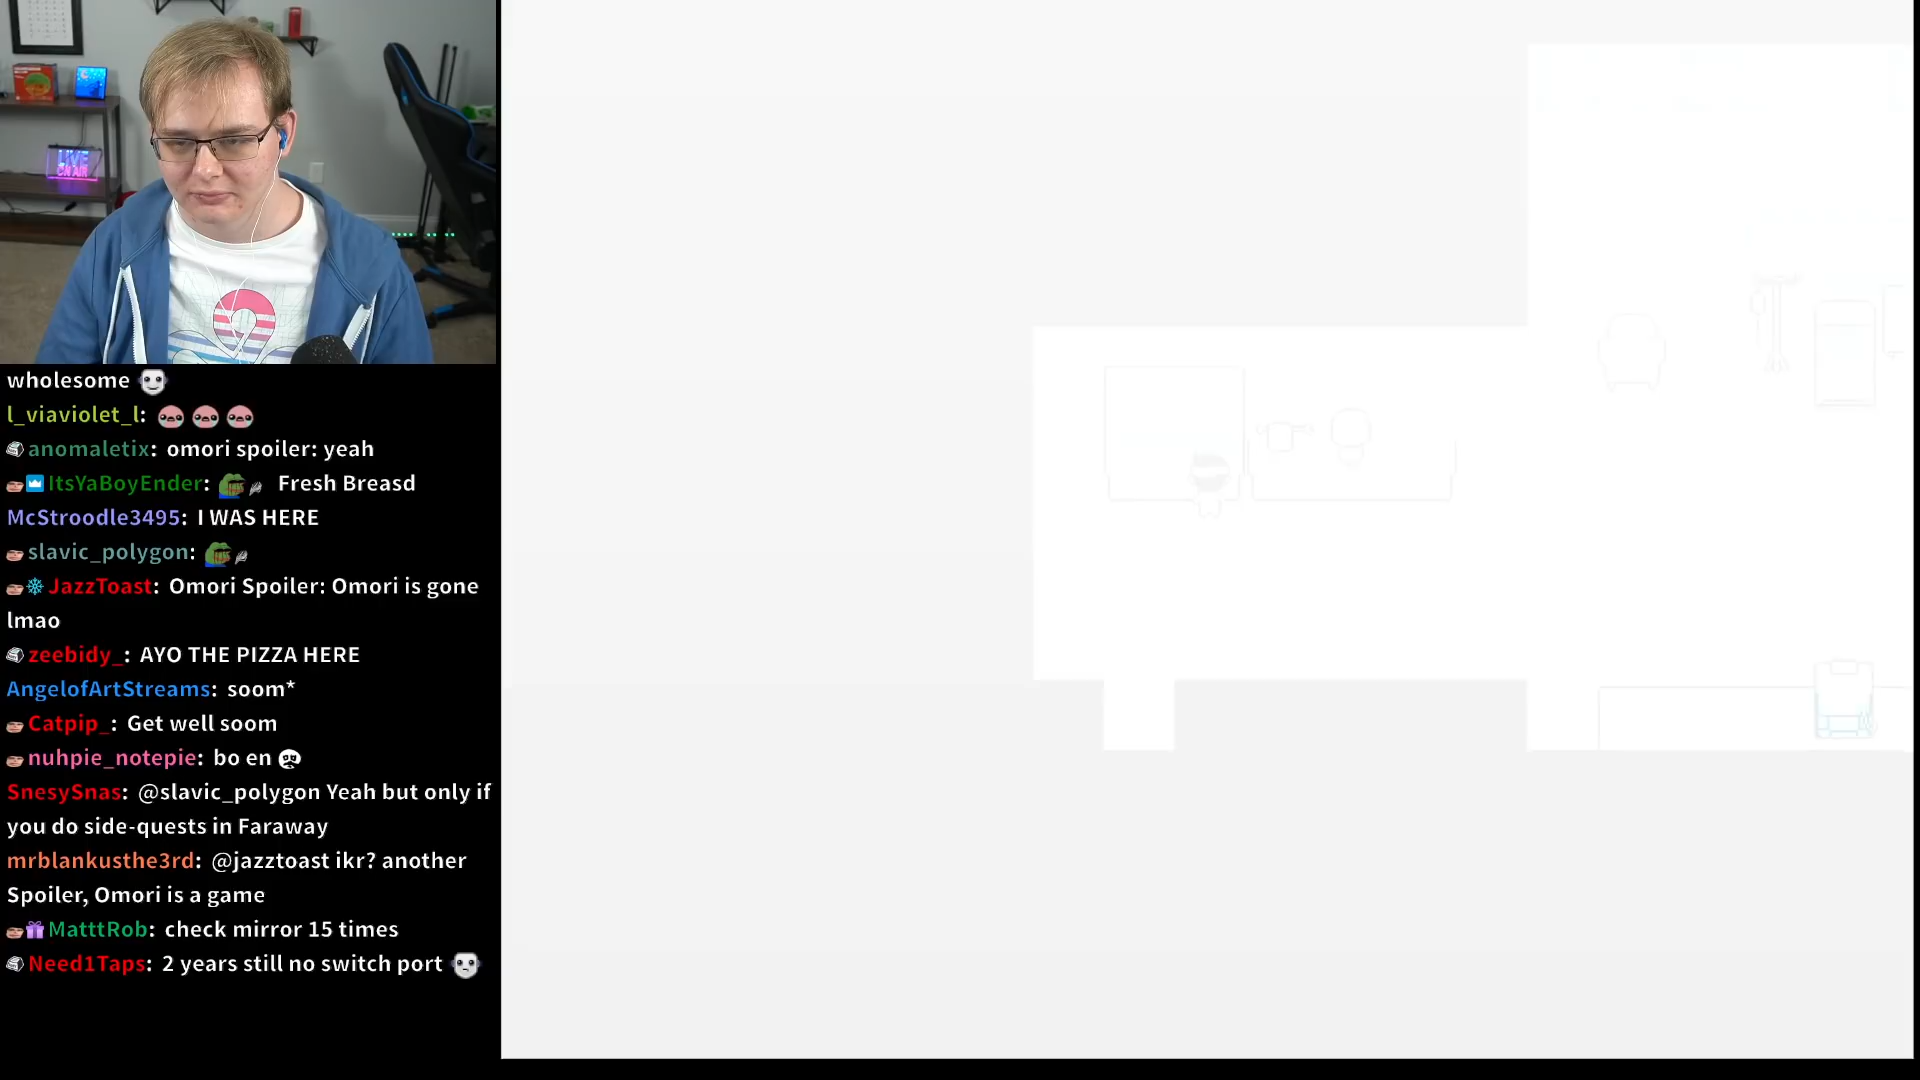 LIVE
ON AIR
wholesome
l_viaviolet_l:
anomaletix: omori spoiler: yeah
ItsYaBoyEnder: Fresh Breasd
McStroodle3495: I WAS HERE
slavic_polygon:
JazzToast: Omori Spoiler: Omori is gone
lmao
zeebidy_: AYO THE PIZZA HERE
AngelofArtStreams: soom*
Catpip_: Get well soom
nuhpie_notepie: bo en
SnesySnas: @slavic_polygon Yeah but only if
you do side-quests in Faraway
mrblankusthe3rd: @jazztoast ikr? another
Spoiler, Omori is a game
MatttRob: check mirror 15 times
Need1Taps: 2 years still no switch port